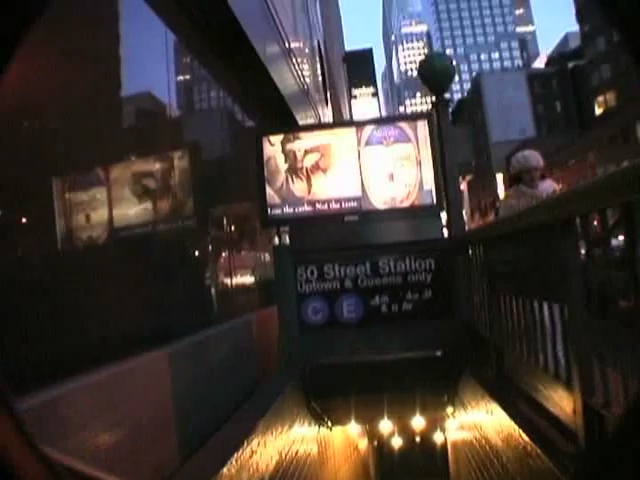 Lose the carbs. Not the taste.
50 Street Station
Uptown & Queens only
C E